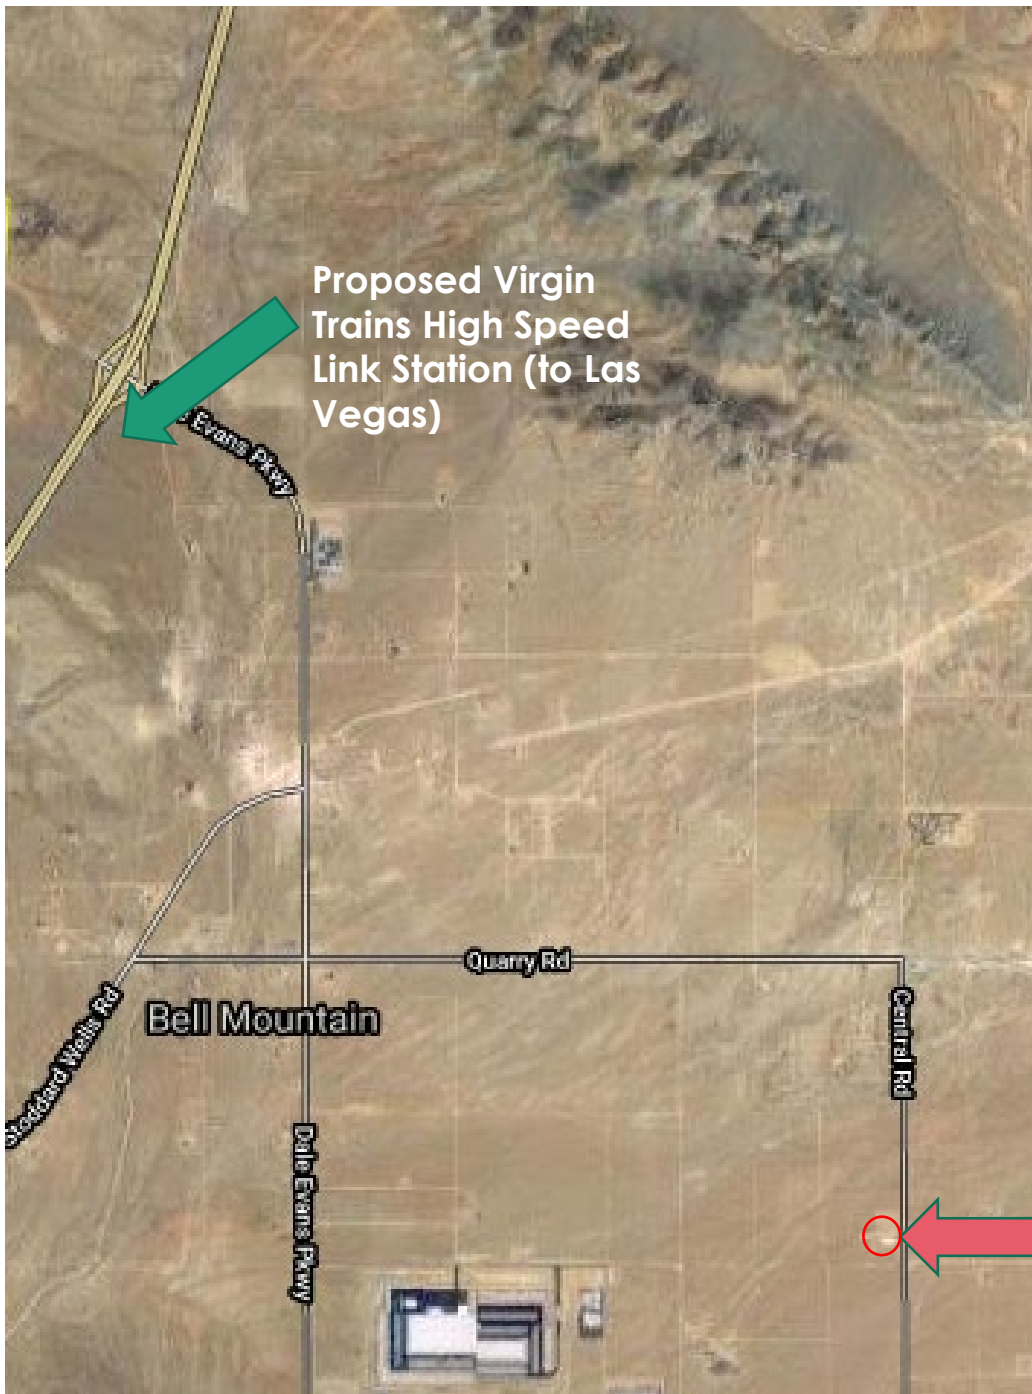 Proposed Virgin
Trains High Speed
Link Station (to Las
Vegas)
Evans Pkwy
Quarry Rd
Bell Mountain
Central Rd
Stoddard Wells Rd
Dale Evans Pkwy